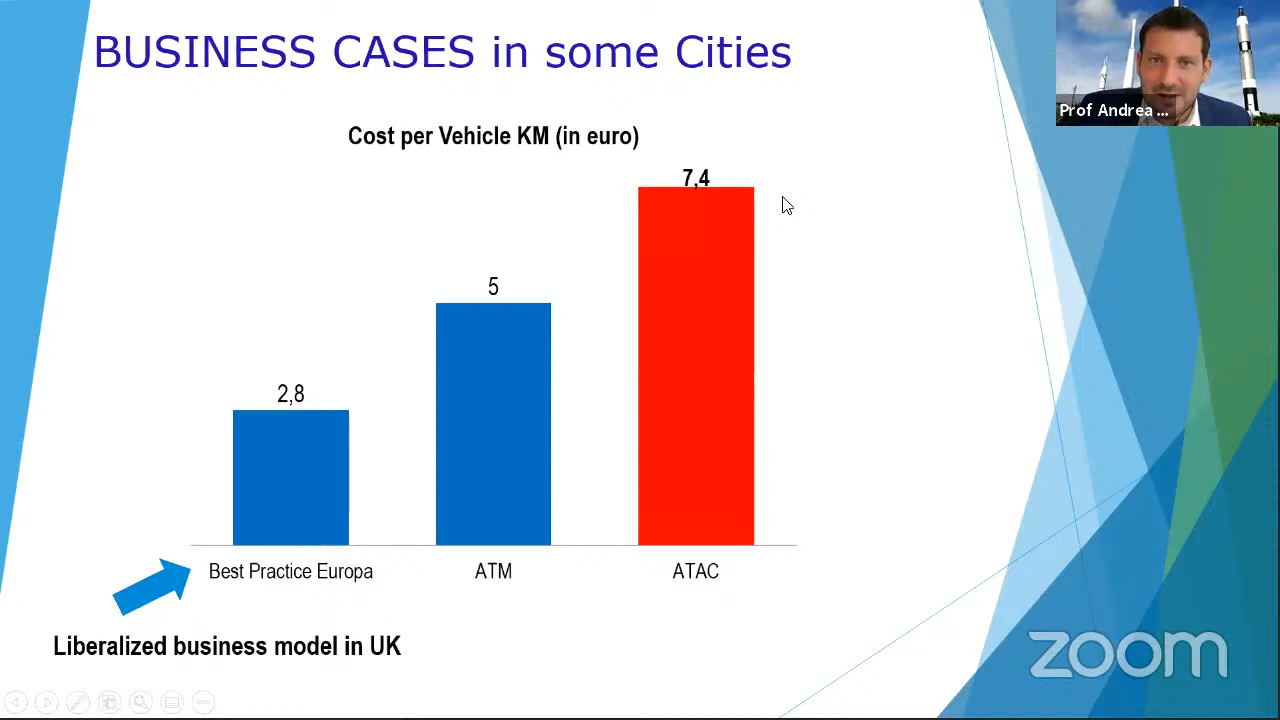 BUSINESS CASES in some Cities
Prof Andrea ...
Cost per Vehicle KM (in euro)
7,4
5
2,8
Best Practice Europa
ATM
ATAC
Liberalized business model in UK
zoom